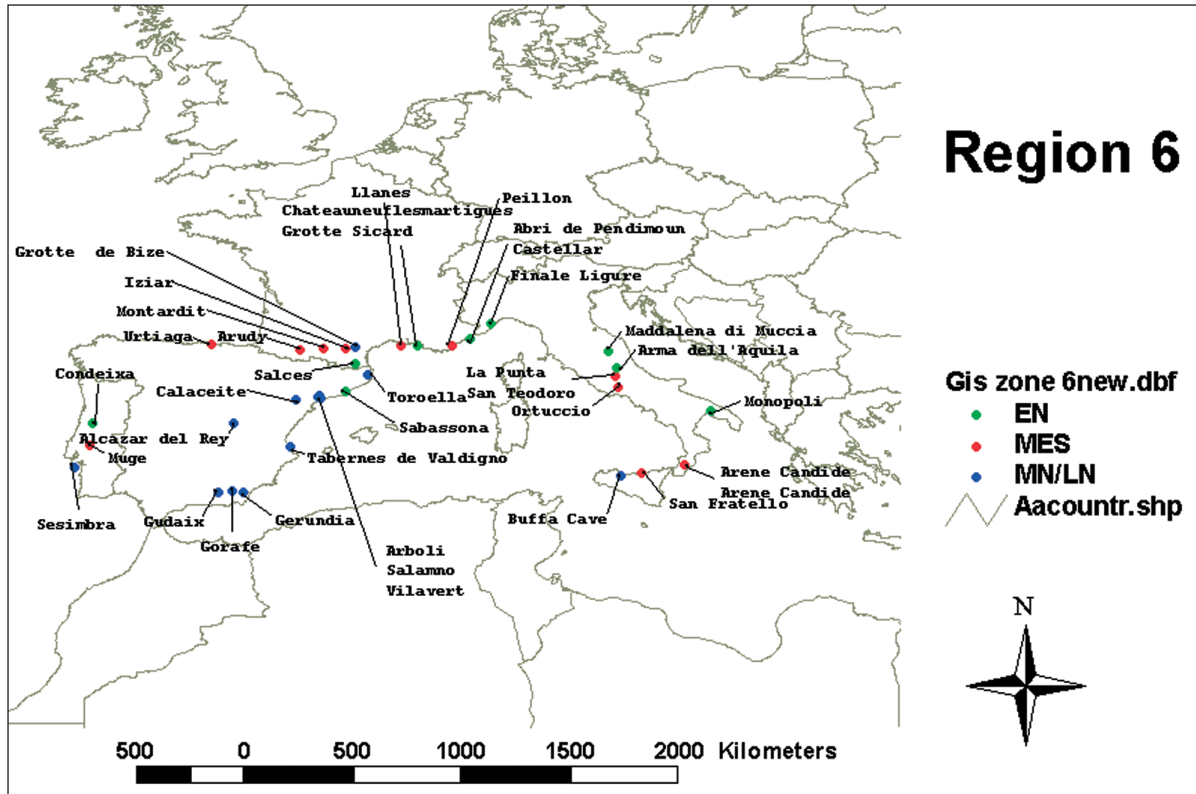 Region 6
Llanes
Peillon
Chateauneuflesmartigues
Grotte Sicard
Abri de Pendimoun
Castellar
Finale Ligure
Grotte de Bize
Iziar
Montardit
Urtiaga
Arudy
Maddalena di Muccia
Arma dell'Aquila
La Punta
San Teodoro
Ortuccio
Salces
Condeixa
Calaceite
Toroella
Monopoli
Sabassona
Alcazar del Rey
Muge
Tabernes de Valdigno
Arene Candide
Arene Candide
San Fratello
Buffa Cave
Sesimbra
Gudaix
Gerundia
Gorafe
Arboli
Salamno
Vilavert
Gis zone 6new.dbf
EN
MES
MN/LN
Aacountr.shp
N
500 0 500 1000 1500 2000 Kilometers